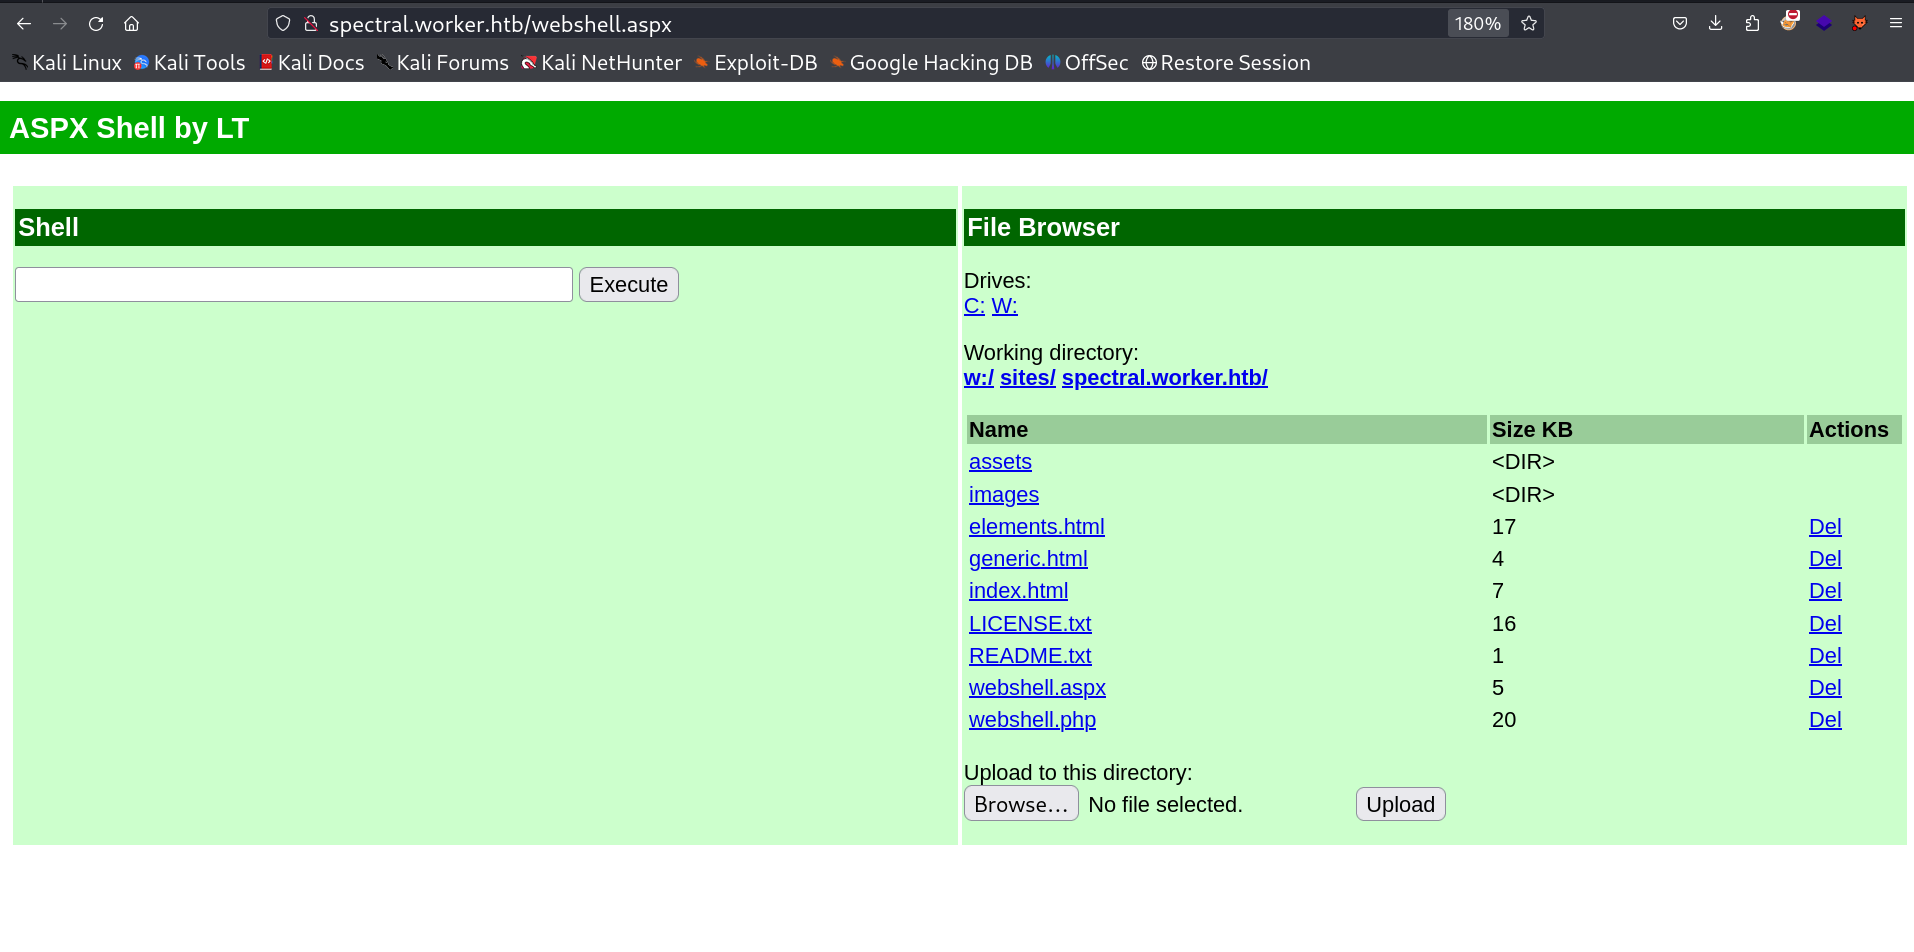 spectral.worker.htb/webshell.aspx 180%
Kali Linux Kali Tools Kali Docs Kali Forums Kali NetHunter Exploit-DB Google Hacking DB OffSec Restore Session
ASPX Shell by LT
Shell
Execute
File Browser
Drives:
C: W:
Working directory:
w:/ sites/ spectral.worker.htb/
Name Size KB Actions
assets <DIR>
images <DIR>
elements.html 17 Del
generic.html 4 Del
index.html 7 Del
LICENSE.txt 16 Del
README.txt 1 Del
webshell.aspx 5 Del
webshell.php 20 Del
Upload to this directory:
Browse... No file selected. Upload